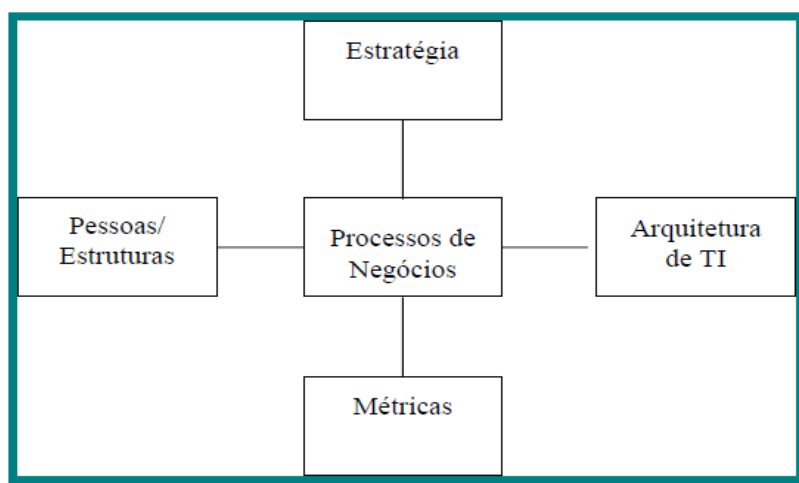 Estratégia
Pessoas/
Estruturas
Processos de
Negócios
Arquitetura
de TI
Métricas